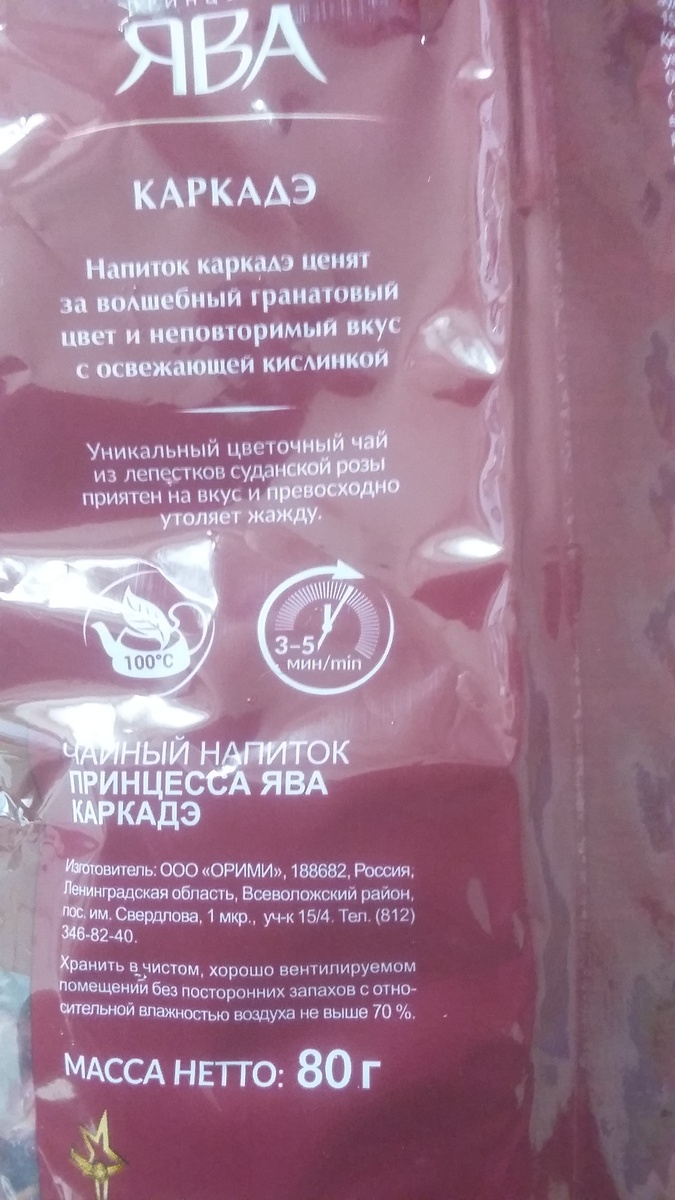 ЯВА
КАРКАДЭ
Напиток каркадэ ценят
за волшебный гранатовый
цвет и неповторимый вкус
с освежающей кислинкой
Уникальный цветочный чай
из лепестков суданской розы
приятен на вкус и превосходно
утоляет жажду.
100°C
3–5
мин/min
ЧАЙНЫЙ НАПИТОК
ПРИНЦЕССА ЯВА
КАРКАДЭ
Изготовитель: ООО «ОРИМИ», 188682, Россия,
Ленинградская область, Всеволожский район,
пос. им. Свердлова, 1 мкр., уч-к 15/4. Тел. (812)
346-82-40.
Хранить в чистом, хорошо вентилируемом
помещении без посторонних запахов с отно-
сительной влажностью воздуха не выше 70 %.
МАССА НЕТТО: 80 г